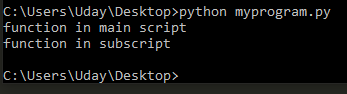 C:\Users\Uday\Desktop>python myprogram.py
function in main script
function in subscript
C:\Users\Uday\Desktop>